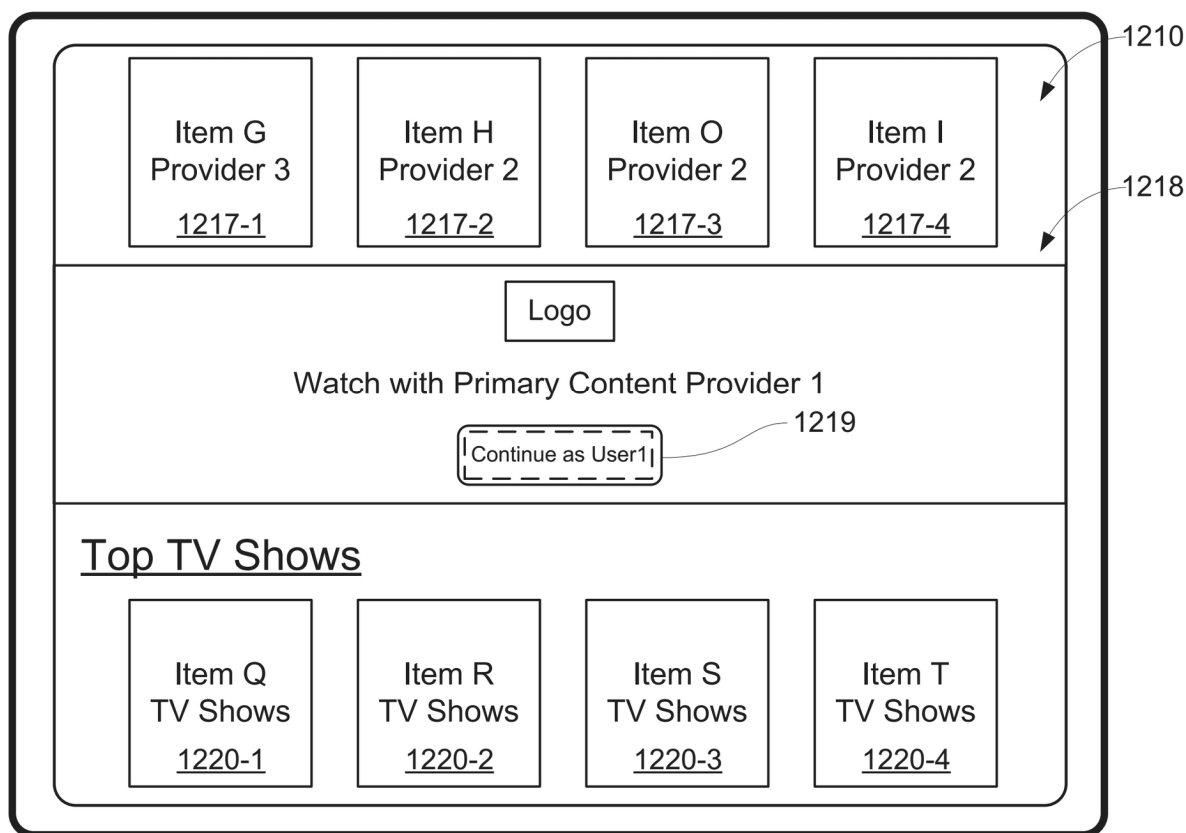 1210
Item G
Provider 3
1217-1
Item H
Provider 2
1217-2
Item O
Provider 2
1217-3
Item I
Provider 2
1217-4
1218
Logo
Watch with Primary Content Provider 1
1219
Continue as User1
Top TV Shows
Item Q
TV Shows
1220-1
Item R
TV Shows
1220-2
Item S
TV Shows
1220-3
Item T
TV Shows
1220-4